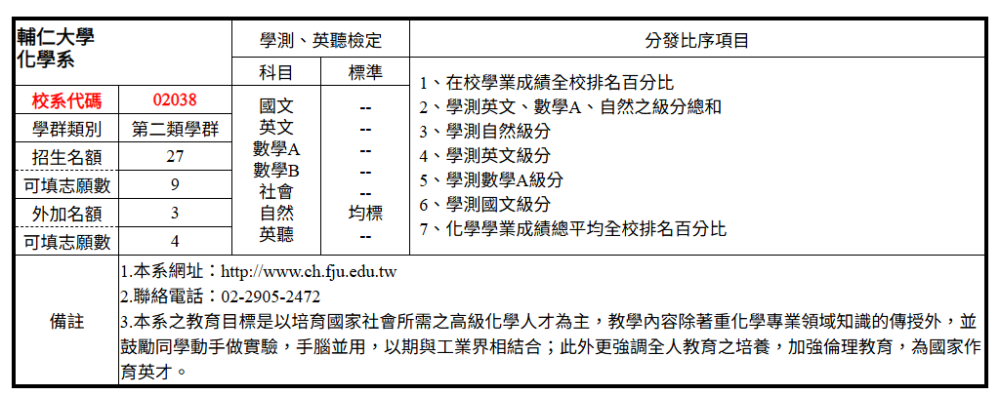 輔仁大學
化學系
學測、英聽檢定
分發比序項目
科目 標準
校系代碼 02038
學群類別 第二類學群
招生名額 27
可填志願數 9
外加名額 3
可填志願數 4
國文 --
英文 --
數學A --
數學B --
社會 --
自然 均標
英聽 --
1、在校學業成績全校排名百分比
2、學測英文、數學A、自然之級分總和
3、學測自然級分
4、學測英文級分
5、學測數學A級分
6、學測國文級分
7、化學學業成績總平均全校排名百分比
備註
1.本系網址：http://www.ch.fju.edu.tw
2.聯絡電話：02-2905-2472
3.本系之教育目標是以培育國家社會所需之高級化學人才為主，教學內容除著重化學專業領域知識的傳授外，並
鼓勵同學動手做實驗，手腦並用，以期與工業界相結合；此外更強調全人教育之培養，加強倫理教育，為國家作
育英才。